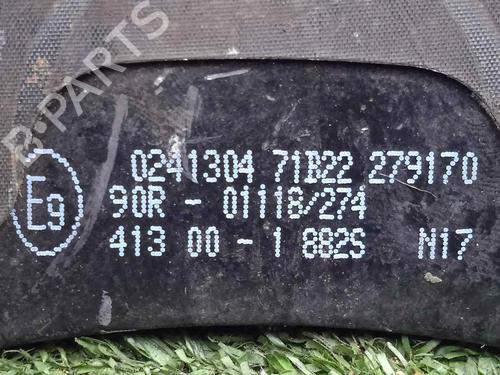 B-PARTS
0241304 71B22 279170
E9 90R - 01118/274
413 00 - 1 882S N17